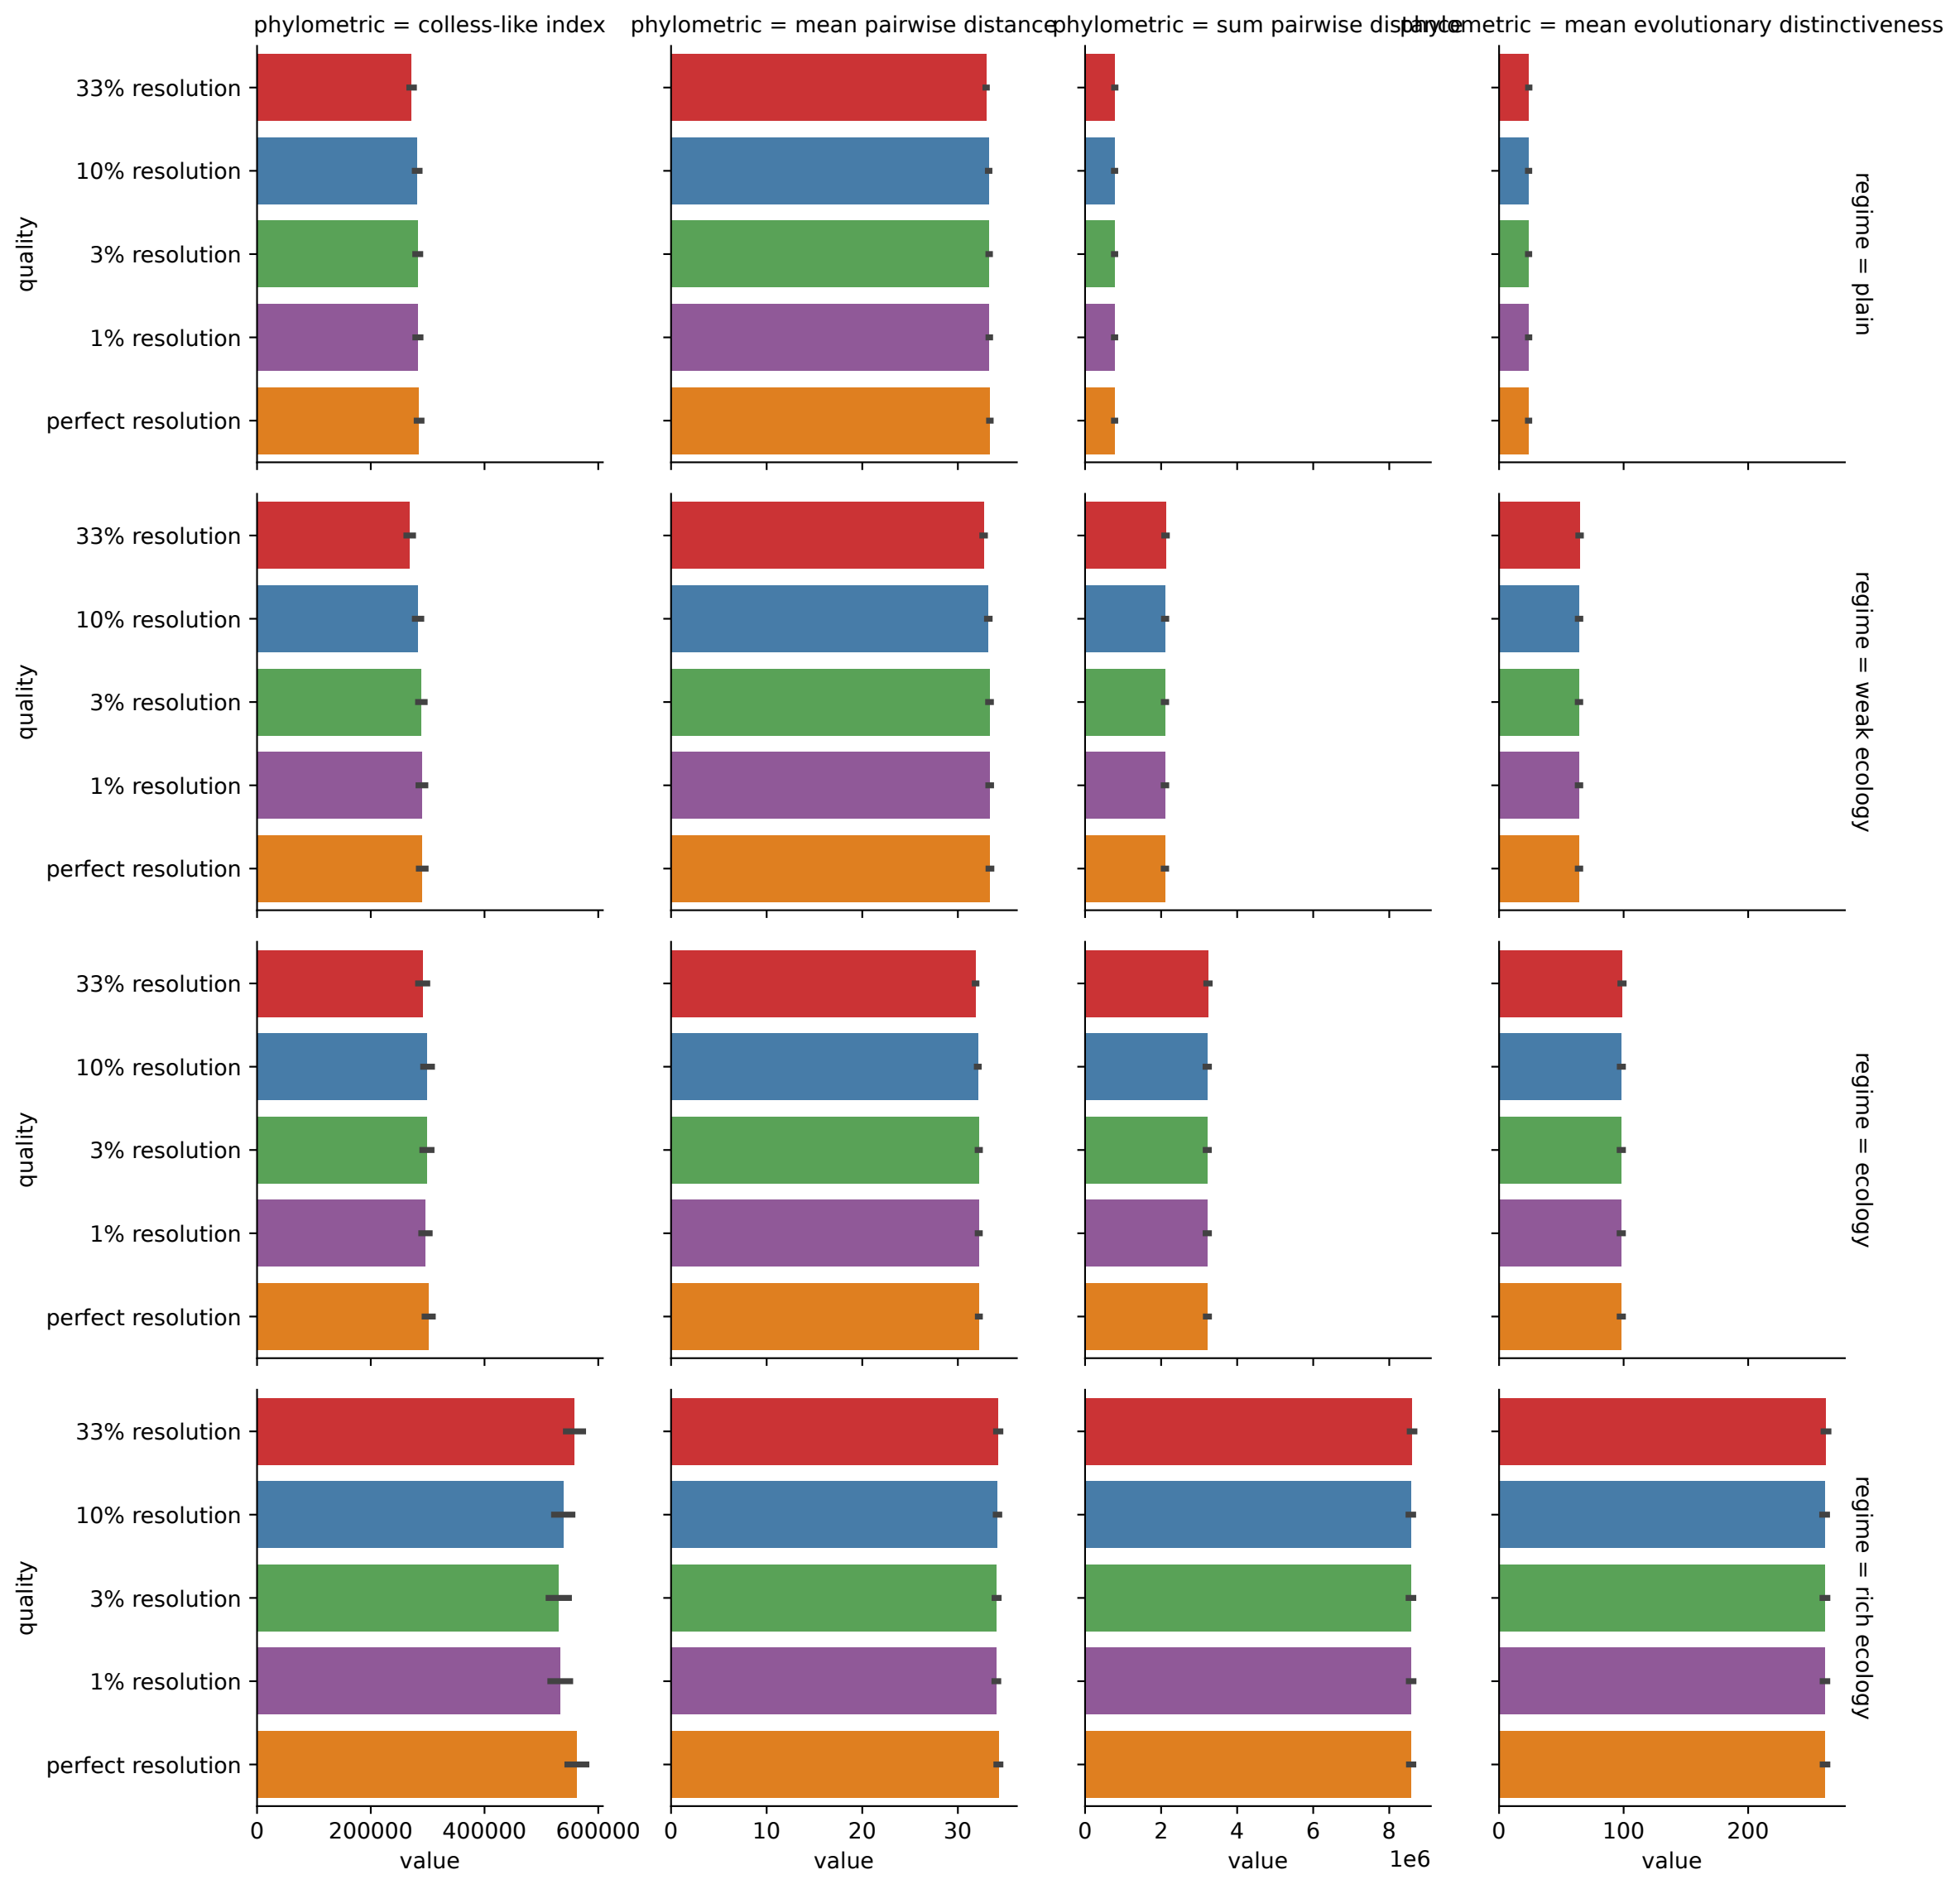 phylometric = colless-like index
phylometric = mean pairwise distance
phylometric = sum pairwise distance
phylometric = mean evolutionary distinctiveness
quality
33% resolution
10% resolution
3% resolution
1% resolution
perfect resolution
regime = plain
quality
33% resolution
10% resolution
3% resolution
1% resolution
perfect resolution
regime = weak ecology
quality
33% resolution
10% resolution
3% resolution
1% resolution
perfect resolution
regime = ecology
quality
33% resolution
10% resolution
3% resolution
1% resolution
perfect resolution
regime = rich ecology
0 200000 400000 600000
value
0 10 20 30
value
0 2 4 6 8
1e6
value
0 100 200
value